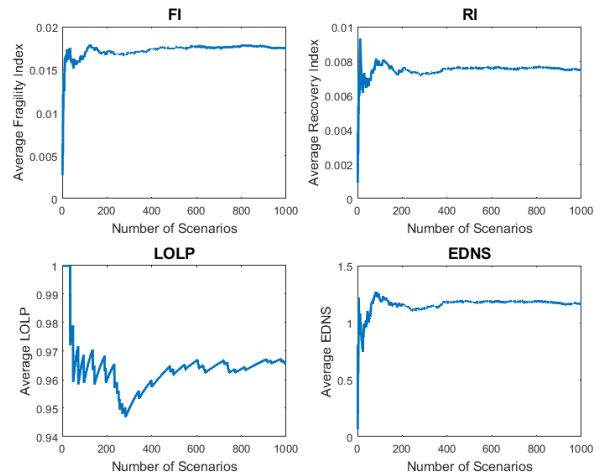 FI
Average Fragility Index
0.02
0.015
0.01
0.005
0
0 200 400 600 800 1000
Number of Scenarios
RI
Average Recovery Index
0.01
0.008
0.006
0.004
0.002
0
0 200 400 600 800 1000
Number of Scenarios
LOLP
Average LOLP
1
0.99
0.98
0.97
0.96
0.95
0.94
0 200 400 600 800 1000
Number of Scenarios
EDNS
Average EDNS
1.5
1
0.5
0
0 200 400 600 800 1000
Number of Scenarios